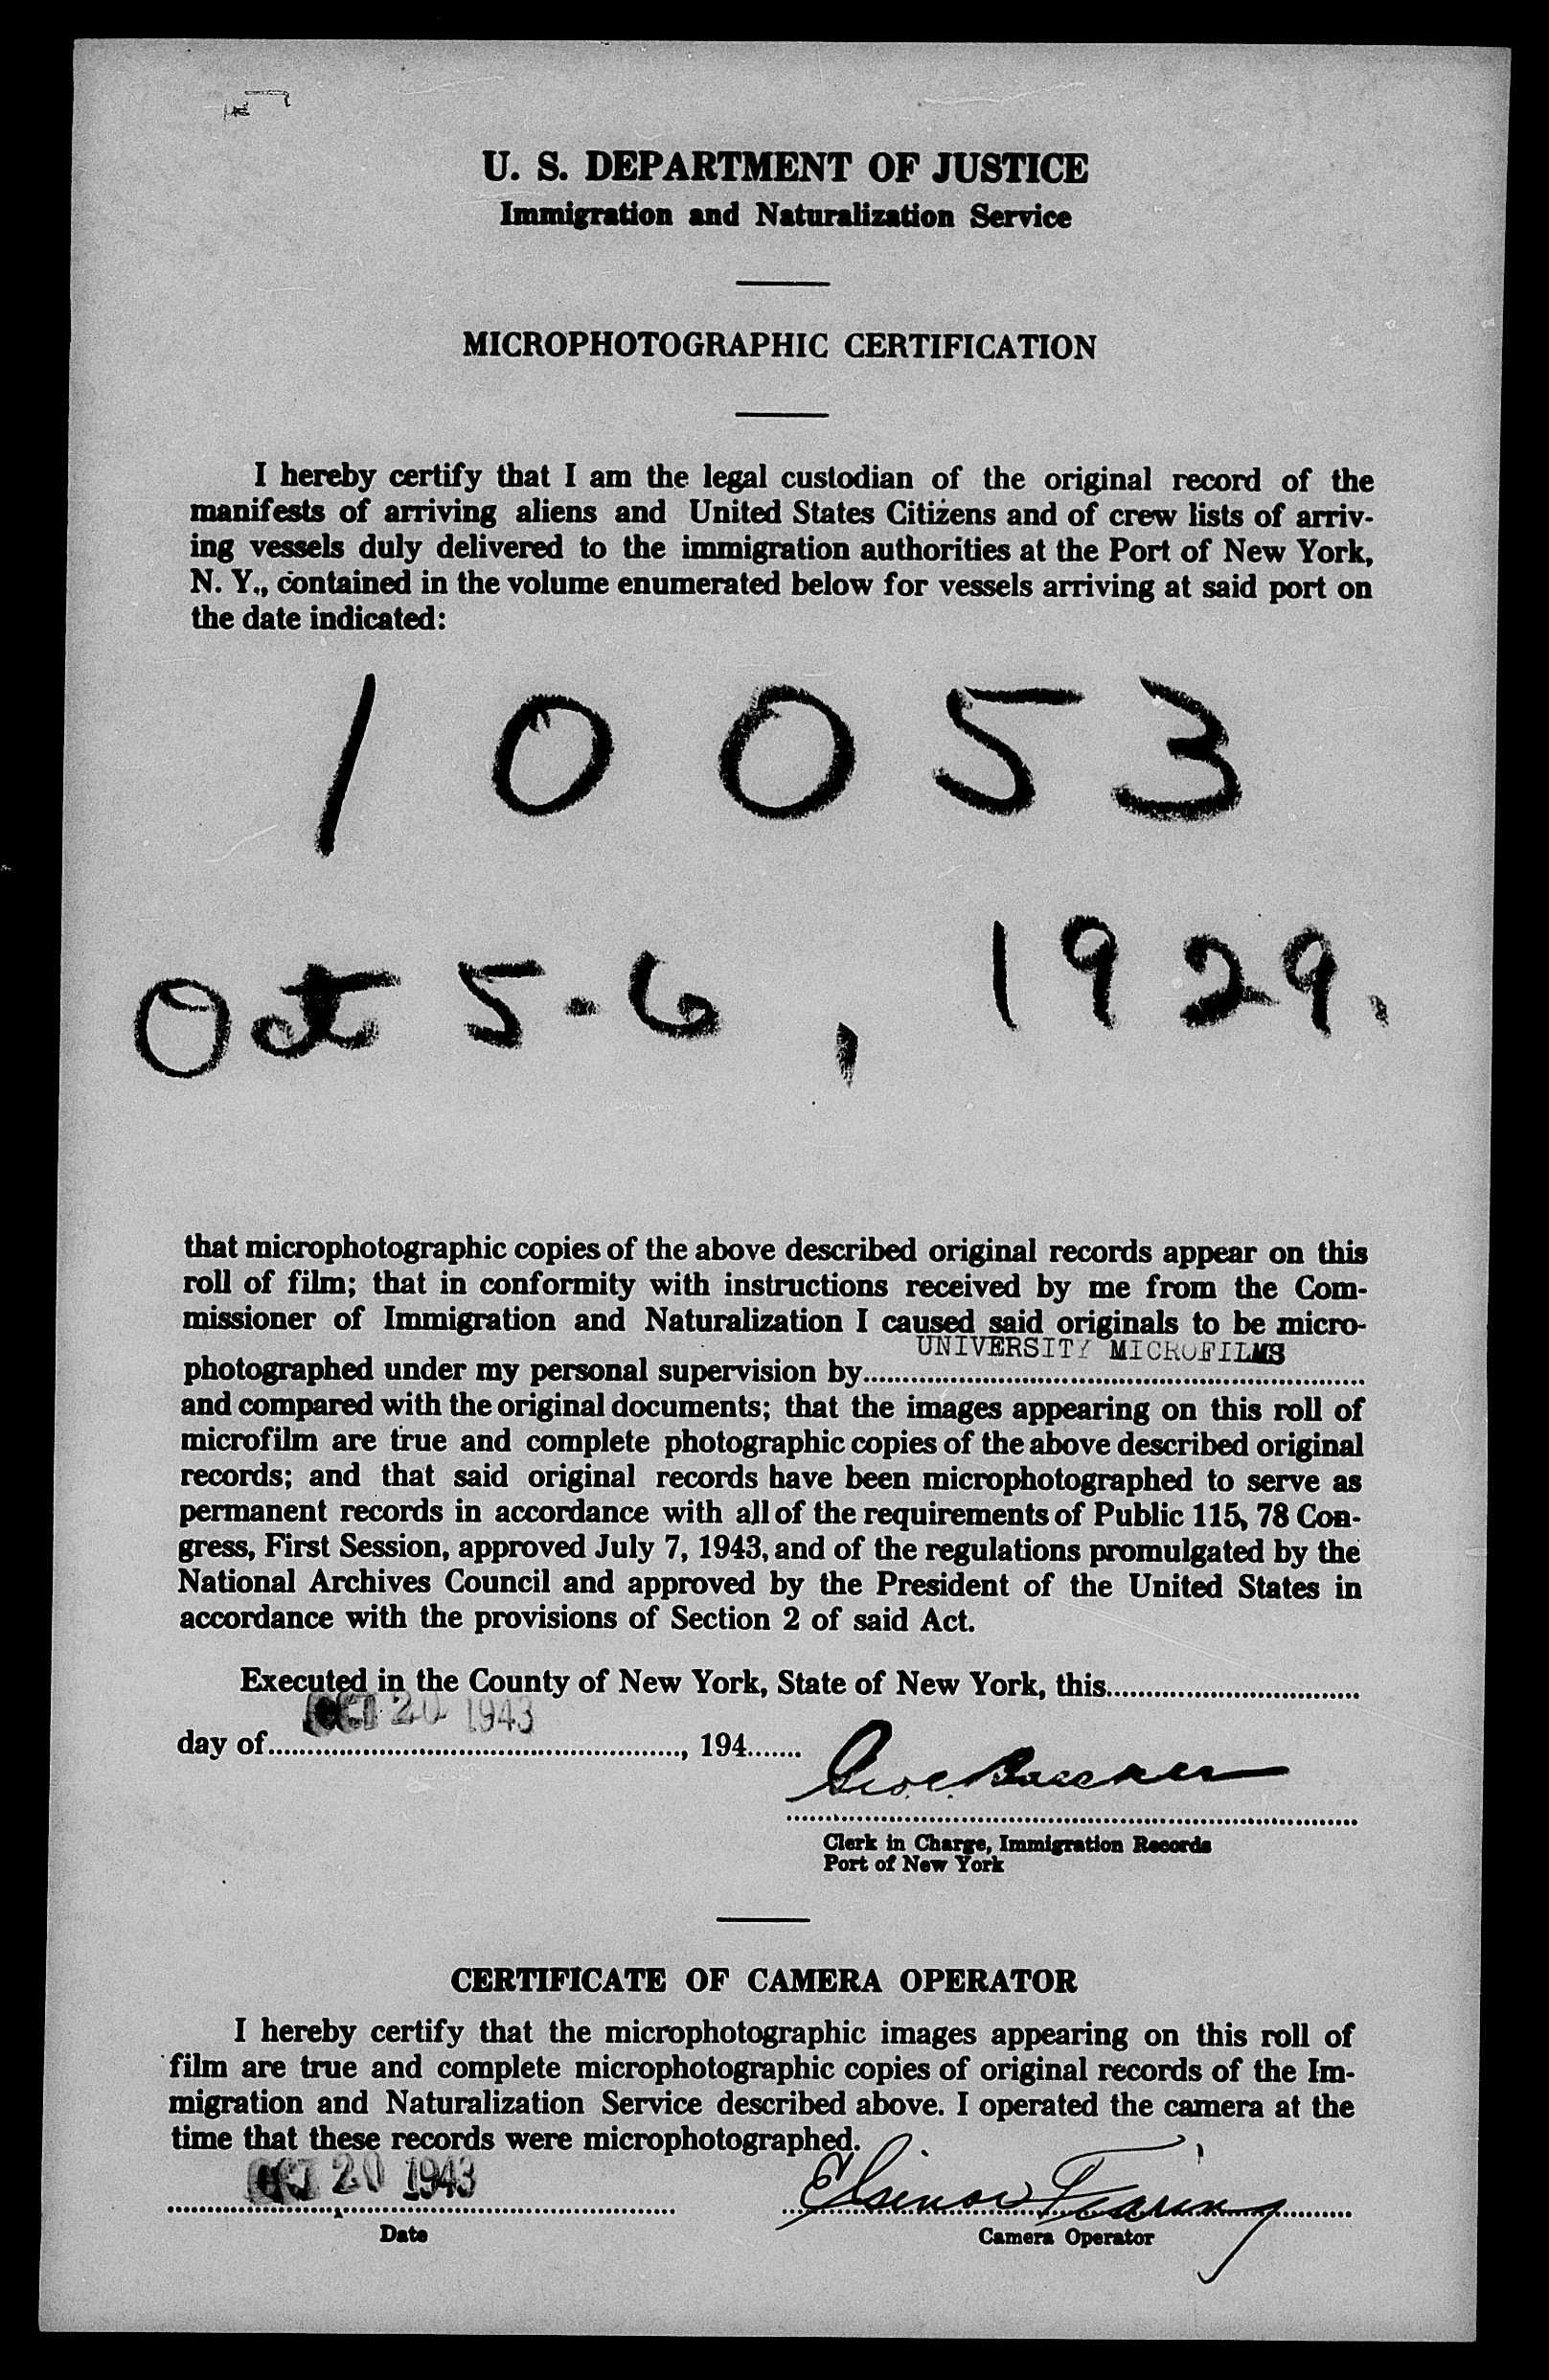 U. S. DEPARTMENT OF JUSTICE
Immigration and Naturalization Service
MICROPHOTOGRAPHIC CERTIFICATION
I hereby certify that I am the legal custodian of the original record of the
manifests of arriving aliens and United States Citizens and of crew lists of arriv-
ing vessels duly delivered to the immigration authorities at the Port of New York,
N. Y., contained in the volume enumerated below for vessels arriving at said port on
the date indicated:
10053
Oct 5-6, 1929.
that microphotographic copies of the above described original records appear on this
roll of film; that in conformity with instructions received by me from the Com-
missioner of Immigration and Naturalization I caused said originals to be micro-
UNIVERSITY MICROFILMS
photographed under my personal supervision by
and compared with the original documents; that the images appearing on this roll of
microfilm are true and complete photographic copies of the above described original
records; and that said original records have been microphotographed to serve as
permanent records in accordance with all of the requirements of Public 115, 78 Con-
gress, First Session, approved July 7, 1943, and of the regulations promulgated by the
National Archives Council and approved by the President of the United States in
accordance with the provisions of Section 2 of said Act.
Executed in the County of New York, State of New York, this
OCT 20 1943
day of, 194
Clerk in Charge, Immigration Records
Port of New York
CERTIFICATE OF CAMERA OPERATOR
I hereby certify that the microphotographic images appearing on this roll of
film are true and complete microphotographic copies of original records of the Im-
migration and Naturalization Service described above. I operated the camera at the
time that these records were microphotographed.
OCT 20 1943
Date
Camera Operator